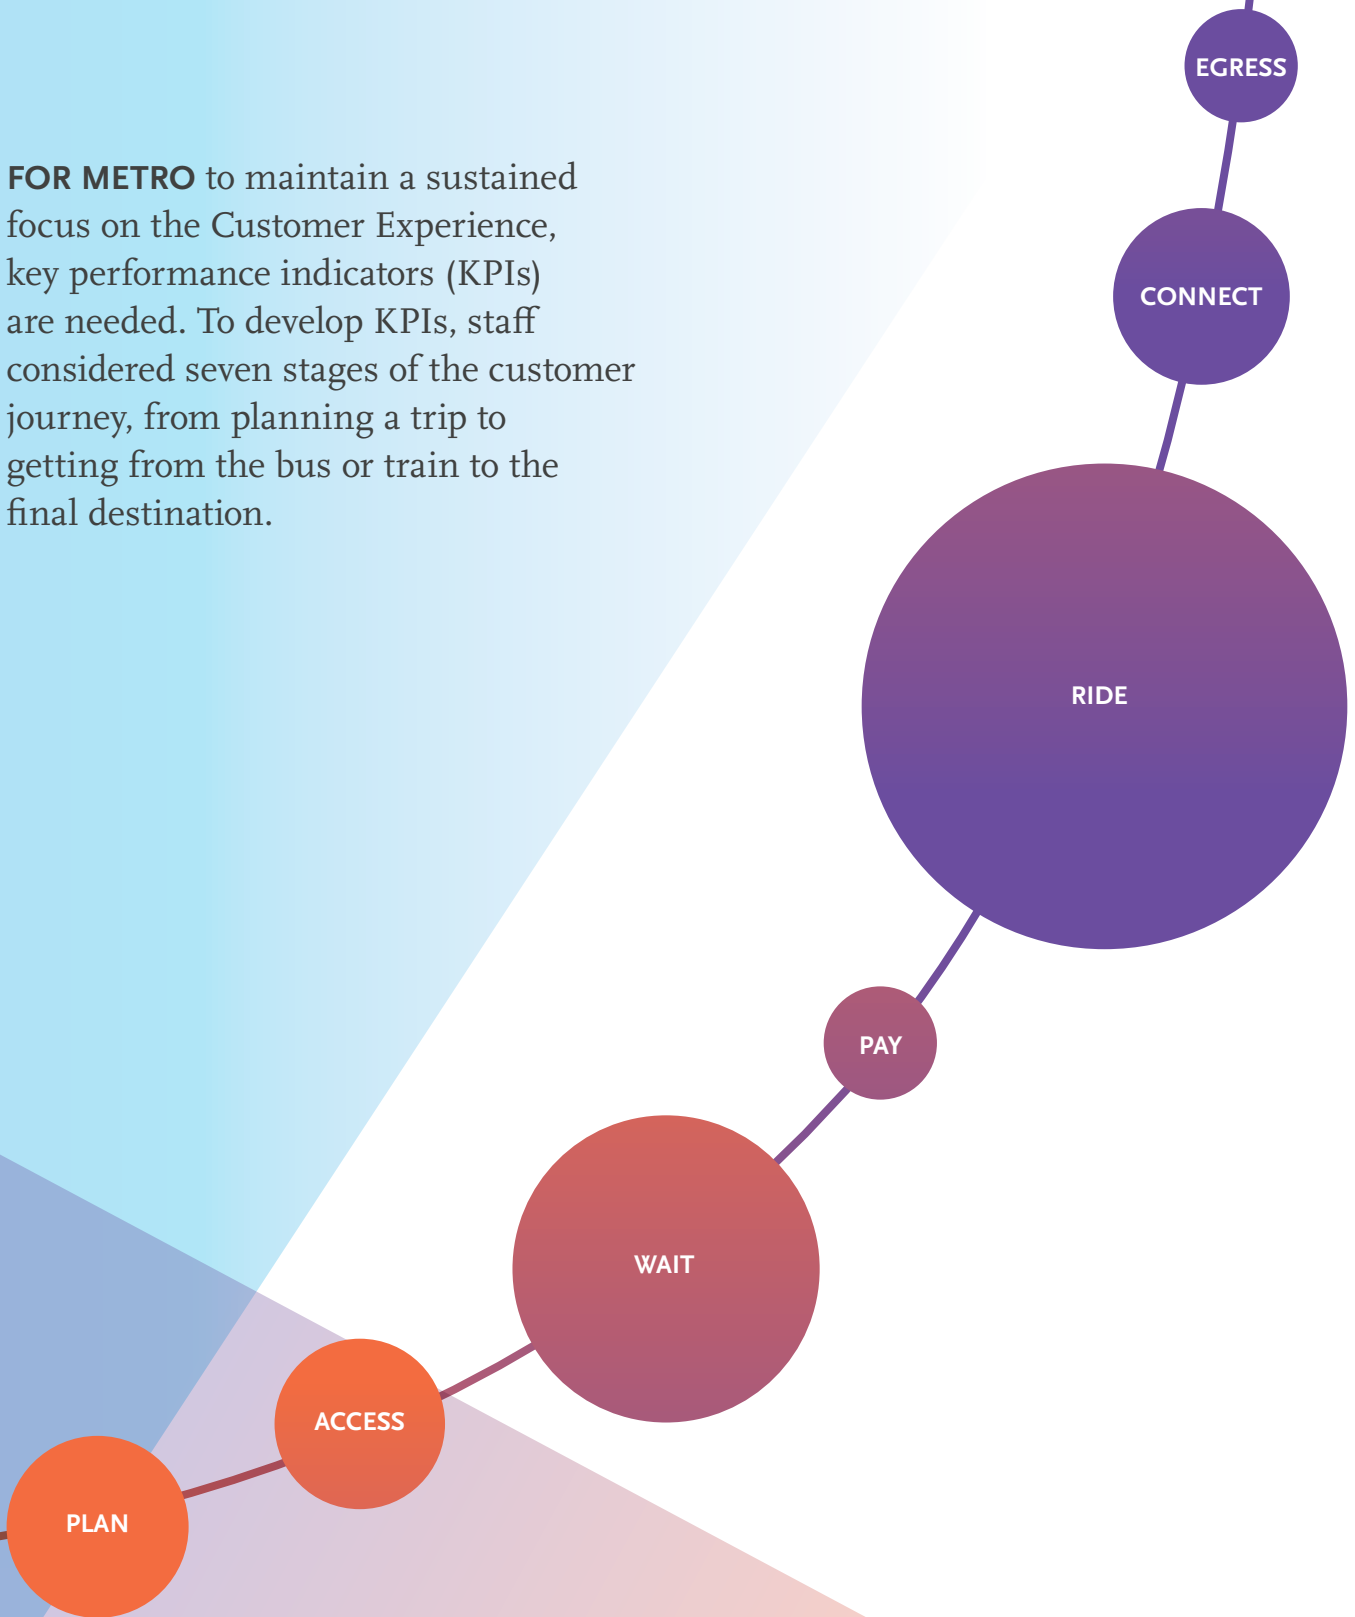 FOR METRO to maintain a sustained
focus on the Customer Experience,
key performance indicators (KPIs)
are needed. To develop KPIs, staff
considered seven stages of the customer
journey, from planning a trip to
getting from the bus or train to the
final destination.
EGRESS
CONNECT
RIDE
PAY
WAIT
ACCESS
PLAN